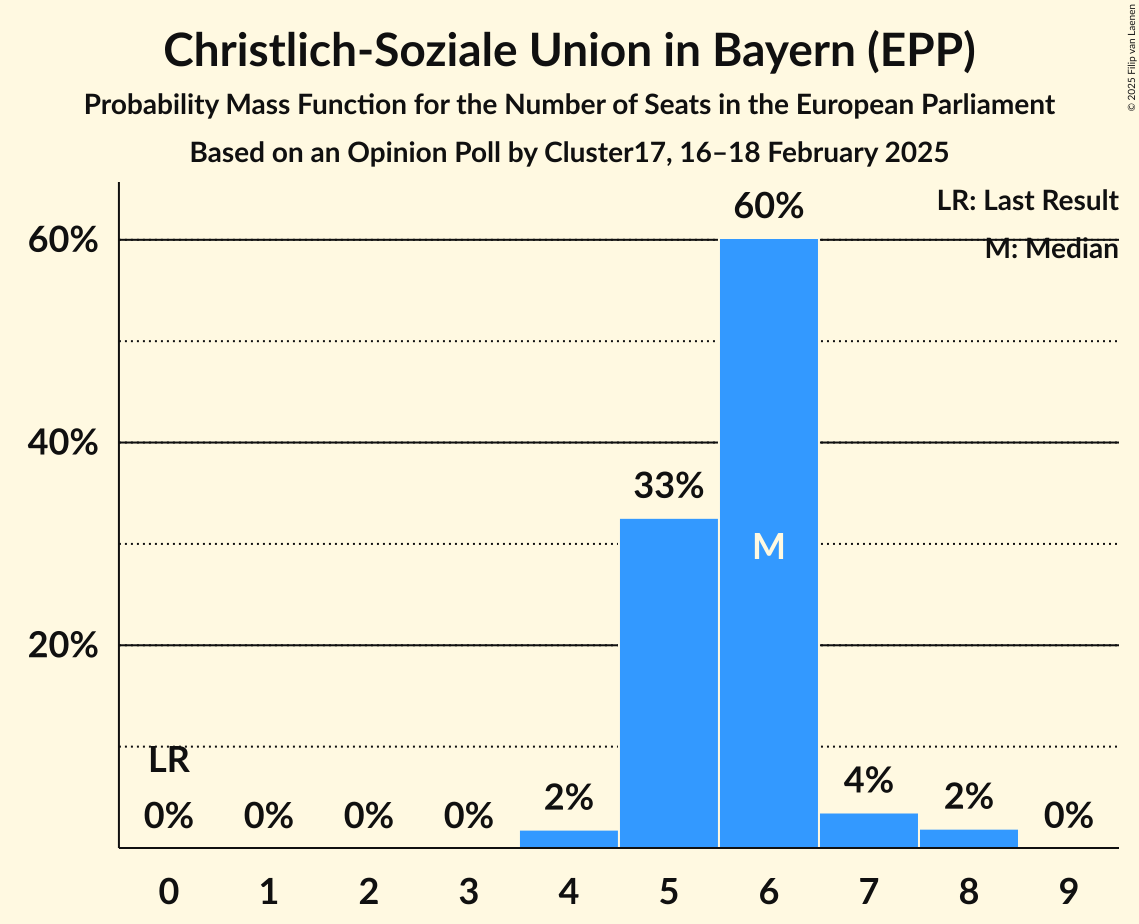 Christlich-Soziale Union in Bayern (EPP)
Probability Mass Function for the Number of Seats in the European Parliament
Based on an Opinion Poll by Cluster17, 16–18 February 2025
© 2025 Filip van Laenen
LR: Last Result
M: Median
60%
40%
20%
LR
0%
0%
0%
0%
2%
33%
60%
M
4%
2%
0%
0 1 2 3 4 5 6 7 8 9